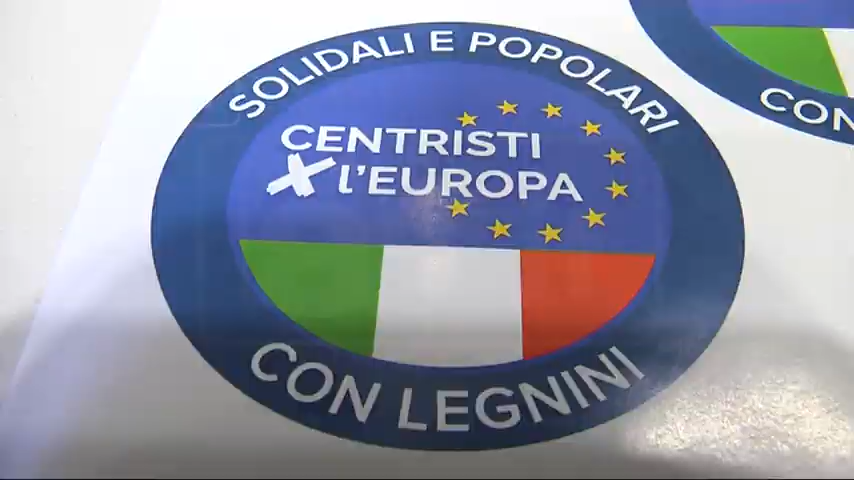 SOLIDALI E POPOLARI
CENTRISTI
X l'EUROPA
CON LEGNINI
CON